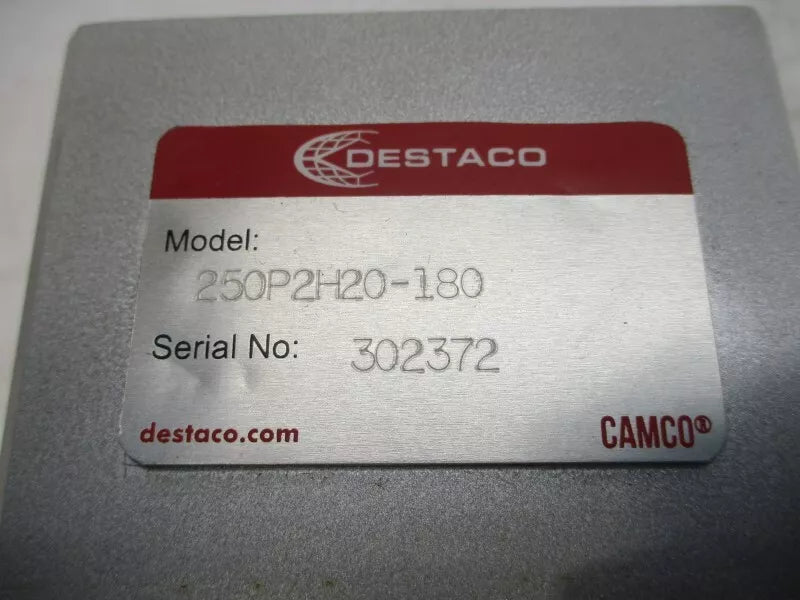 DESTACO
Model:
250P2H20-180
Serial No: 302372
destaco.com CAMCO®